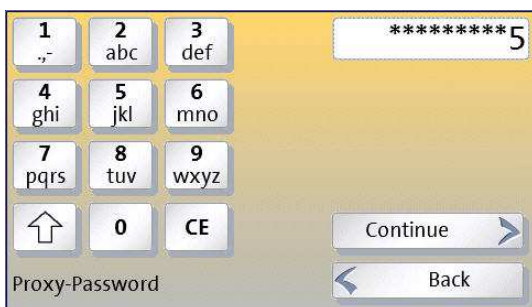 1 2 3 *********5
.,- abc def
4 5 6
ghi jkl mno
7 8 9
pqrs tuv wxyz
0 CE Continue
Proxy-Password Back